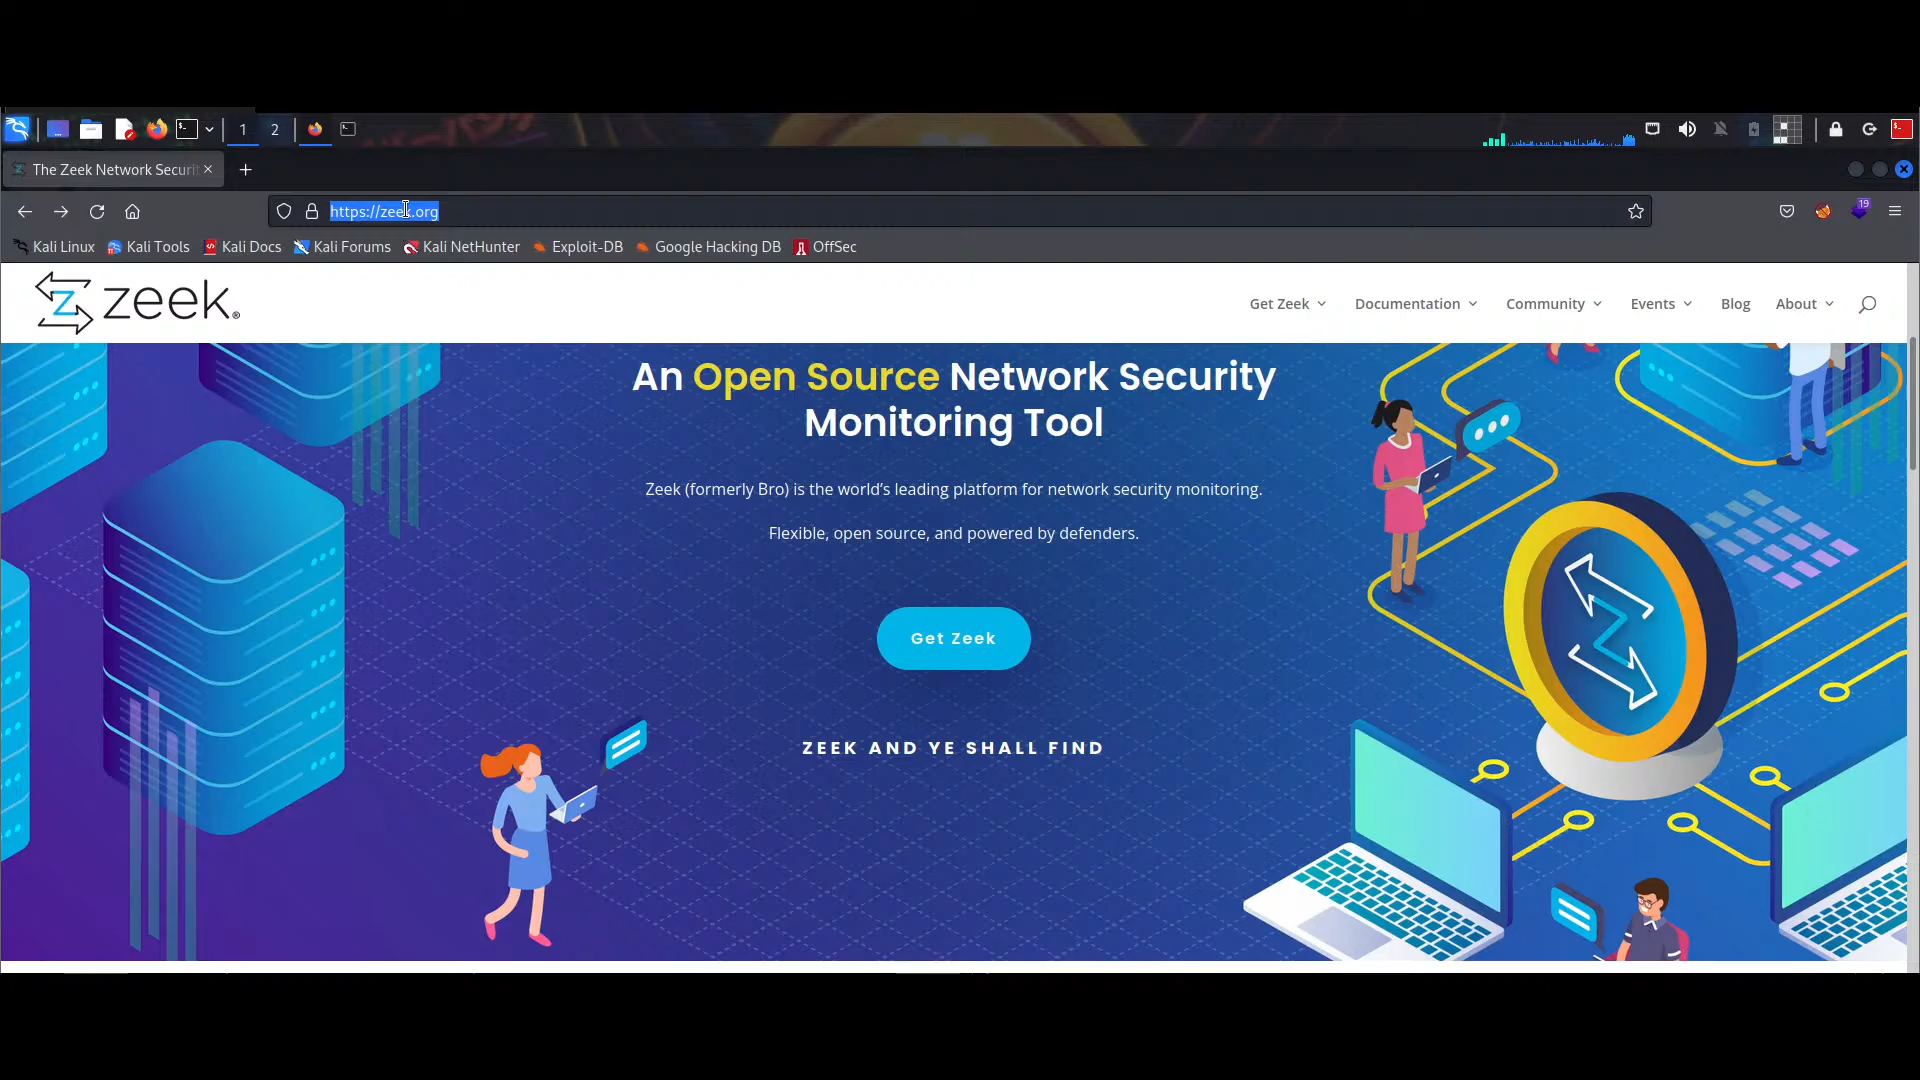 1 2
The Zeek Network Securi
https://zeek.org
19
Kali Linux Kali Tools Kali Docs Kali Forums Kali NetHunter Exploit-DB Google Hacking DB OffSec
zeek®
Get Zeek Documentation Community Events Blog About
An Open Source Network Security
Monitoring Tool
Zeek (formerly Bro) is the world’s leading platform for network security monitoring.
Flexible, open source, and powered by defenders.
Get Zeek
ZEEK AND YE SHALL FIND